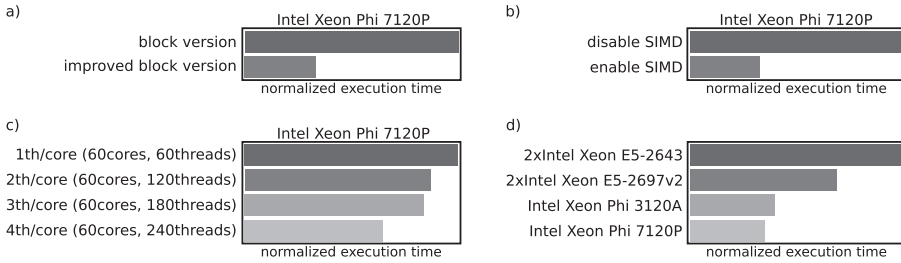 a)
Intel Xeon Phi 7120P
block version
improved block version
normalized execution time
b)
Intel Xeon Phi 7120P
disable SIMD
enable SIMD
normalized execution time
c)
Intel Xeon Phi 7120P
1th/core (60cores, 60threads)
2th/core (60cores, 120threads)
3th/core (60cores, 180threads)
4th/core (60cores, 240threads)
normalized execution time
d)
2xIntel Xeon E5-2643
2xIntel Xeon E5-2697v2
Intel Xeon Phi 3120A
Intel Xeon Phi 7120P
normalized execution time